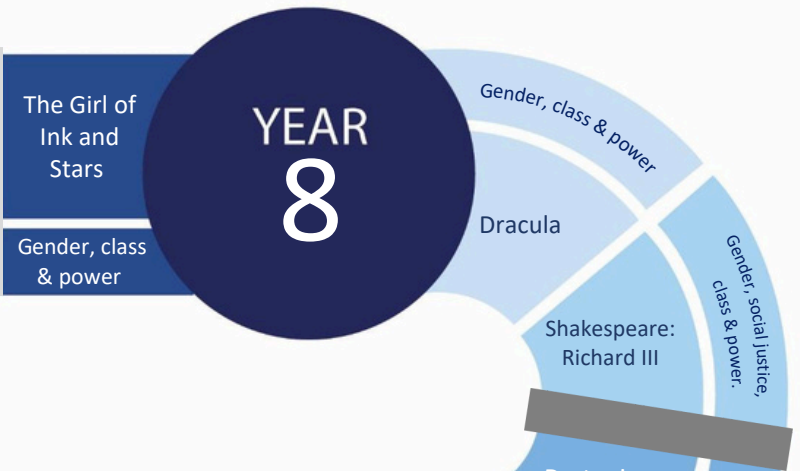 The Girl of
Ink and
Stars
Gender, class
& power
YEAR
8
Gender, class & power
Dracula
Gender, social justice,
class & power.
Shakespeare:
Richard III